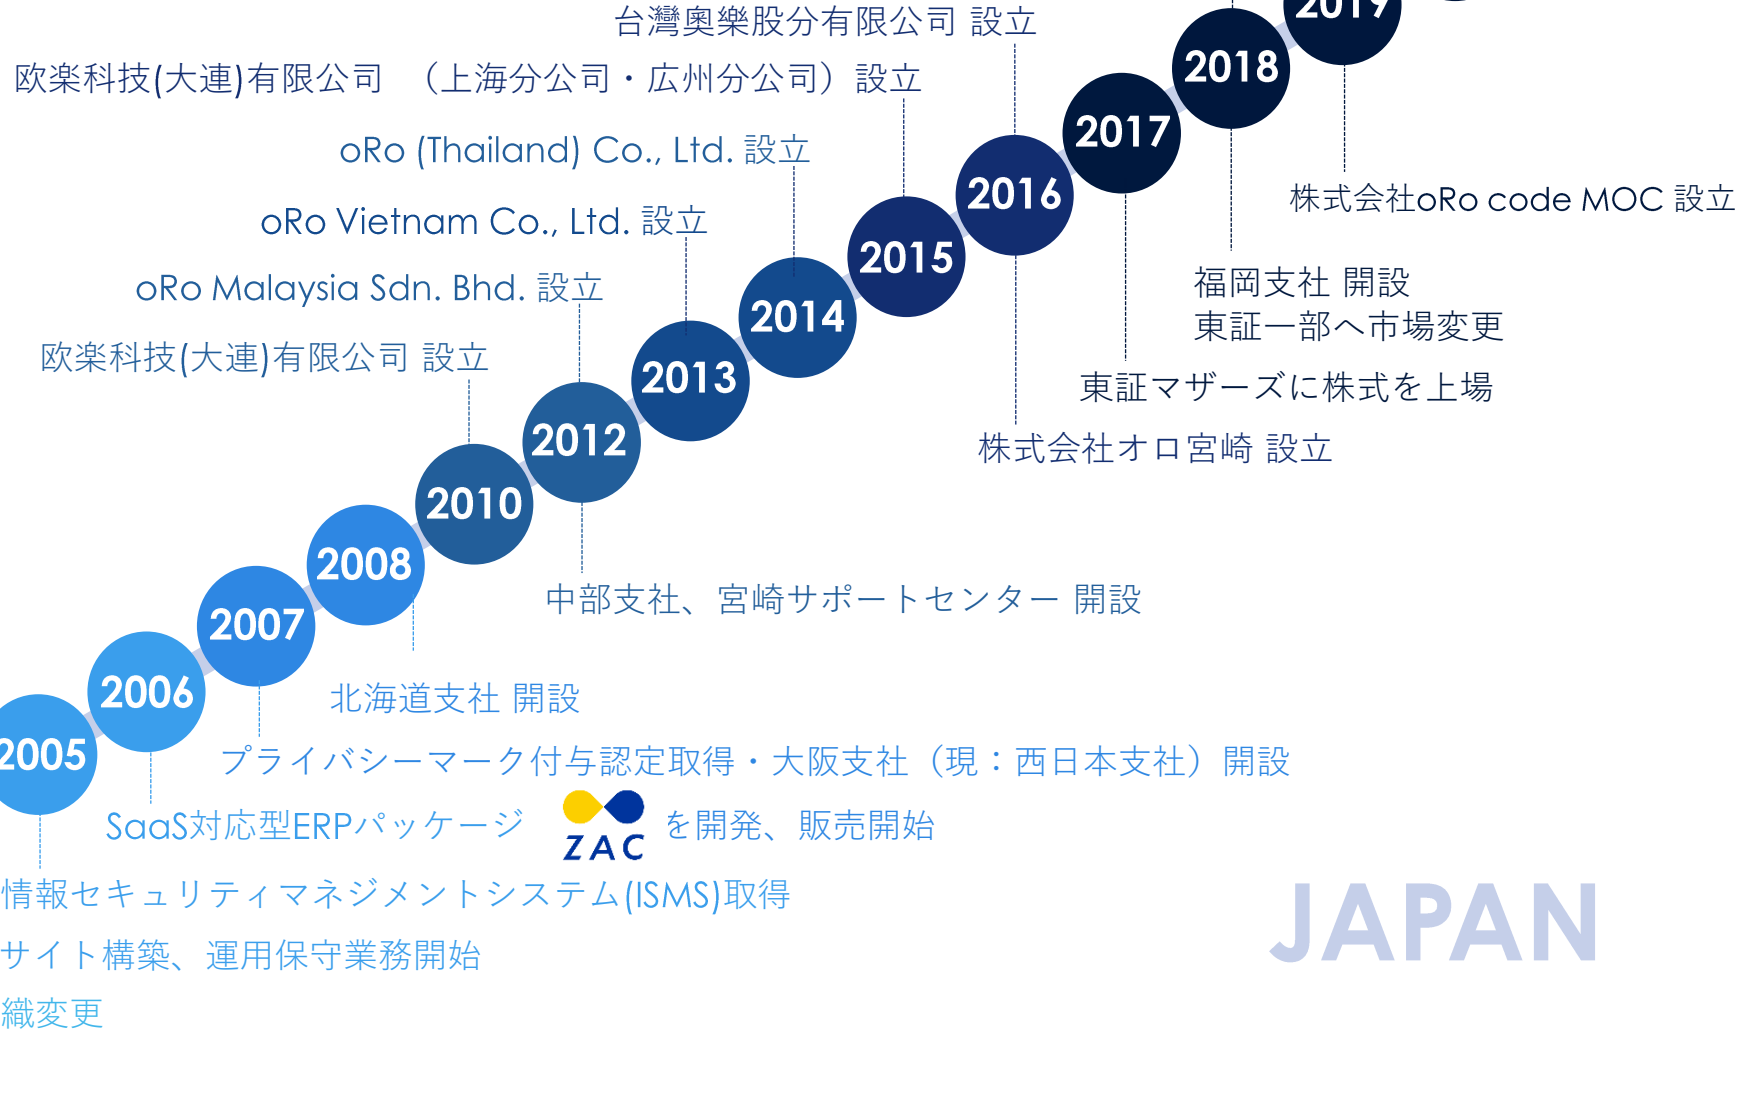 台灣奧樂股分有限公司 設立
欧楽科技(大連)有限公司 （上海分公司・広州分公司）設立
oRo (Thailand) Co., Ltd. 設立
oRo Vietnam Co., Ltd. 設立
oRo Malaysia Sdn. Bhd. 設立
欧楽科技(大連)有限公司 設立
2019
2018
2017
2016
2015
2014
2013
2012
2010
2008
2007
2006
2005
株式会社oRo code MOC 設立
福岡支社 開設
東証一部へ市場変更
東証マザーズに株式を上場
株式会社オロ宮崎 設立
中部支社、宮崎サポートセンター 開設
北海道支社 開設
プライバシーマーク付与認定取得・大阪支社（現：西日本支社）開設
SaaS対応型ERPパッケージ ZAC を開発、販売開始
情報セキュリティマネジメントシステム(ISMS)取得
サイト構築、運用保守業務開始
織変更
JAPAN